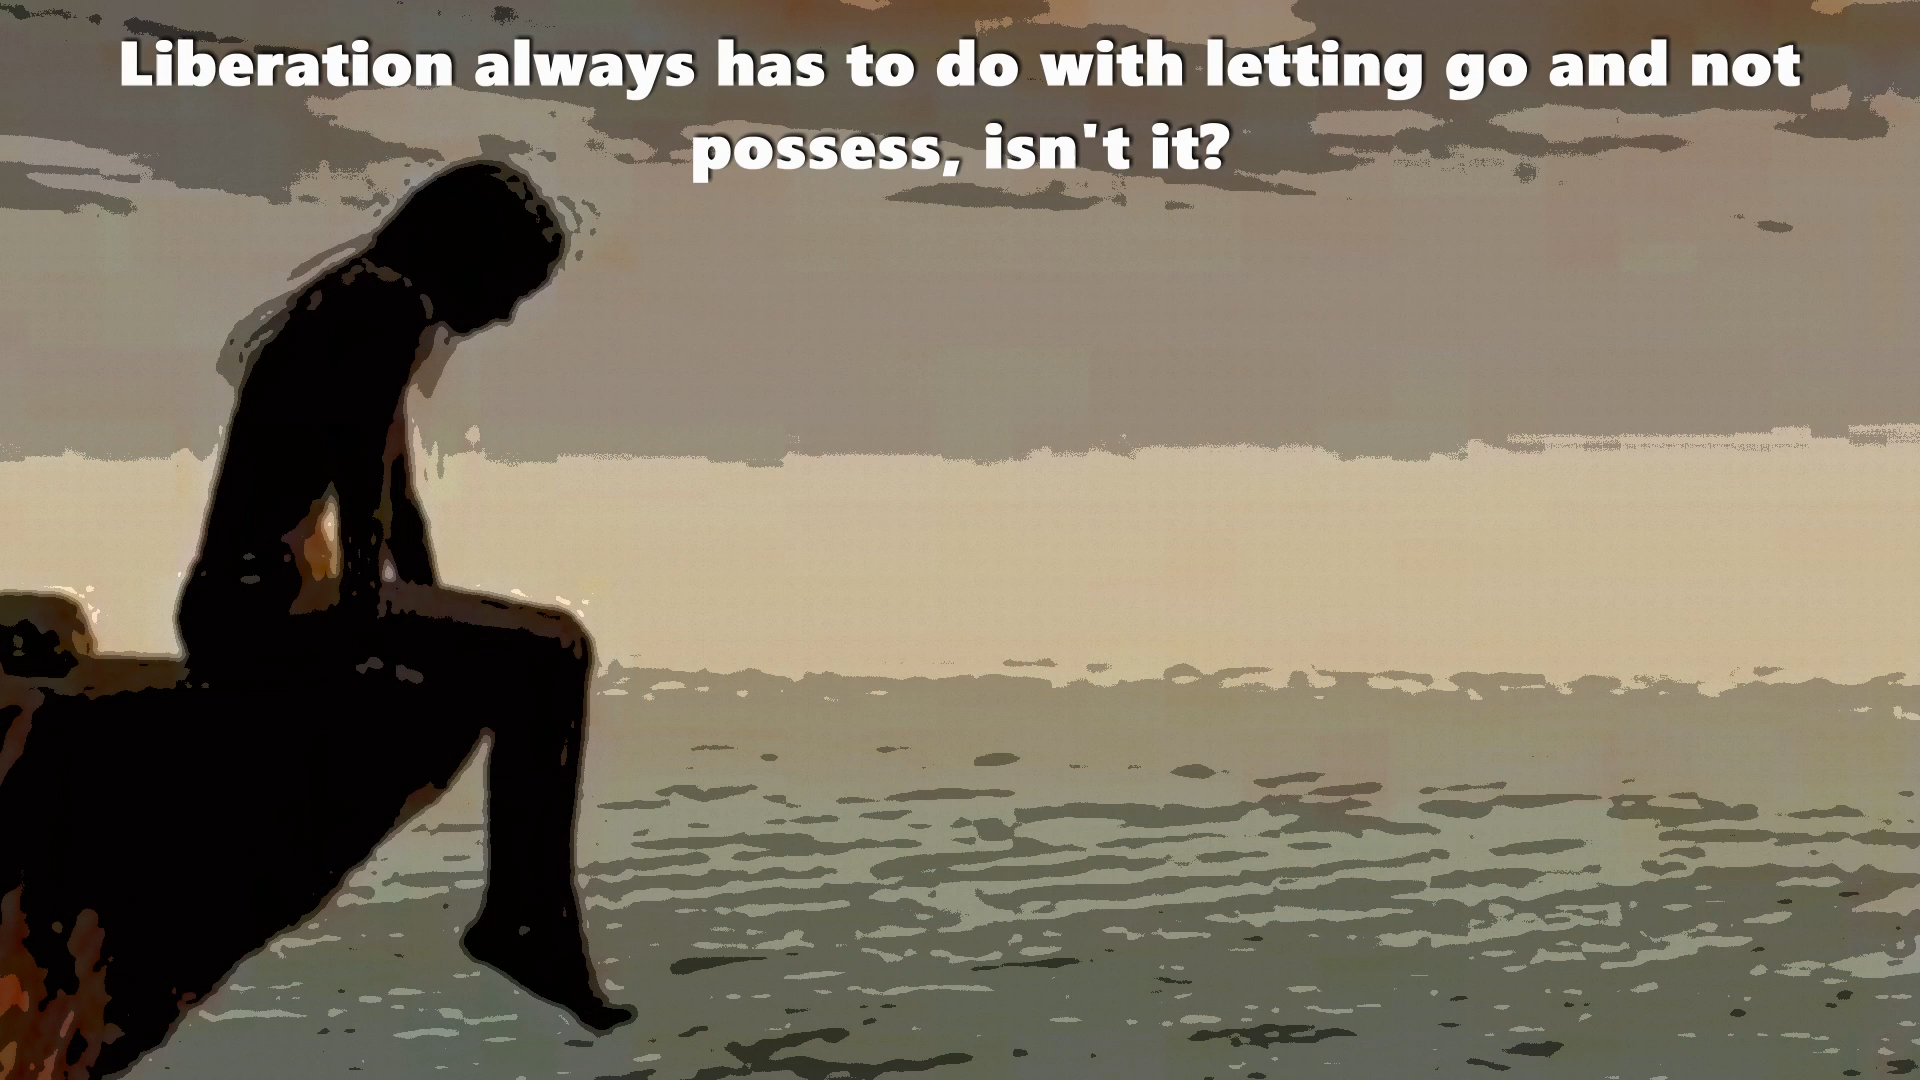 Liberation always has to do with letting go and not
possess, isn't it?